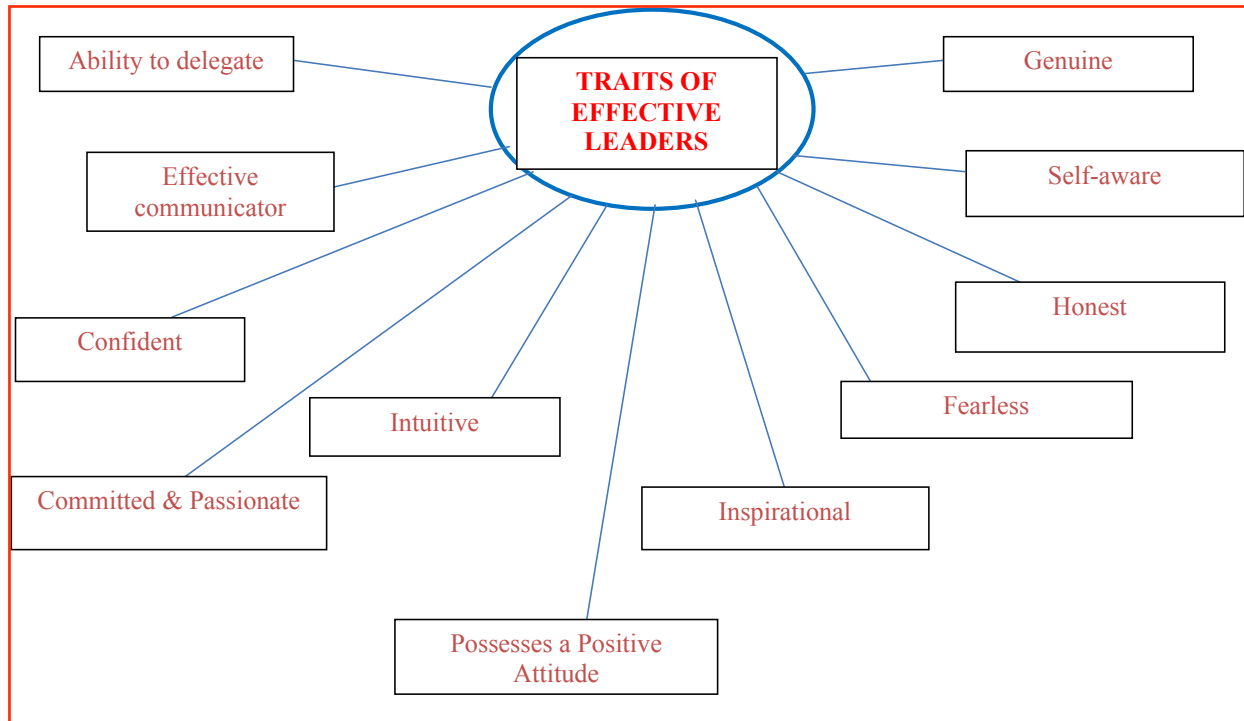 Ability to delegate
TRAITS OF
EFFECTIVE
LEADERS
Genuine
Effective
communicator
Self-aware
Confident
Honest
Intuitive
Fearless
Committed & Passionate
Inspirational
Possesses a Positive
Attitude